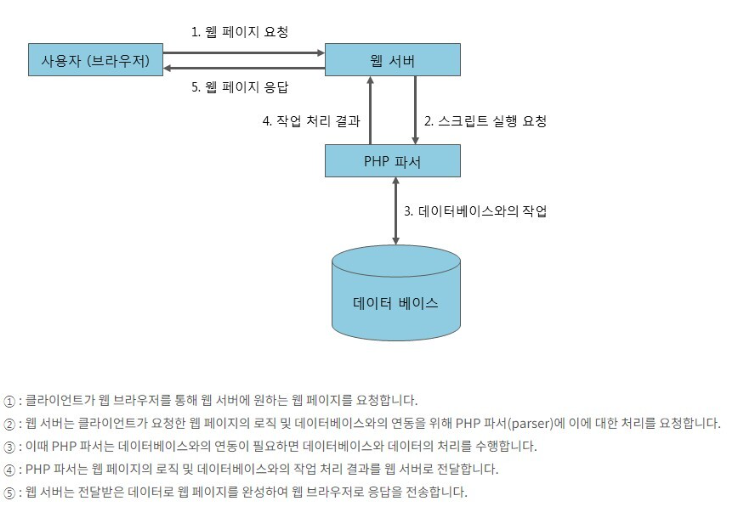 1. 웹 페이지 요청
사용자 (브라우저)
웹 서버
5. 웹 페이지 응답
4. 작업 처리 결과
2. 스크립트 실행 요청
PHP 파서
3. 데이터베이스와의 작업
데이터 베이스
① : 클라이언트가 웹 브라우저를 통해 웹 서버에 원하는 웹 페이지를 요청합니다.
② : 웹 서버는 클라이언트가 요청한 웹 페이지의 로직 및 데이터베이스와의 연동을 위해 PHP 파서(parser)에 이에 대한 처리를 요청합니다.
③ : 이때 PHP 파서는 데이터베이스와의 연동이 필요하면 데이터베이스와 데이터의 처리를 수행합니다.
④ : PHP 파서는 웹 페이지의 로직 및 데이터베이스와의 작업 처리 결과를 웹 서버로 전달합니다.
⑤ : 웹 서버는 전달받은 데이터로 웹 페이지를 완성하여 웹 브라우저로 응답을 전송합니다.